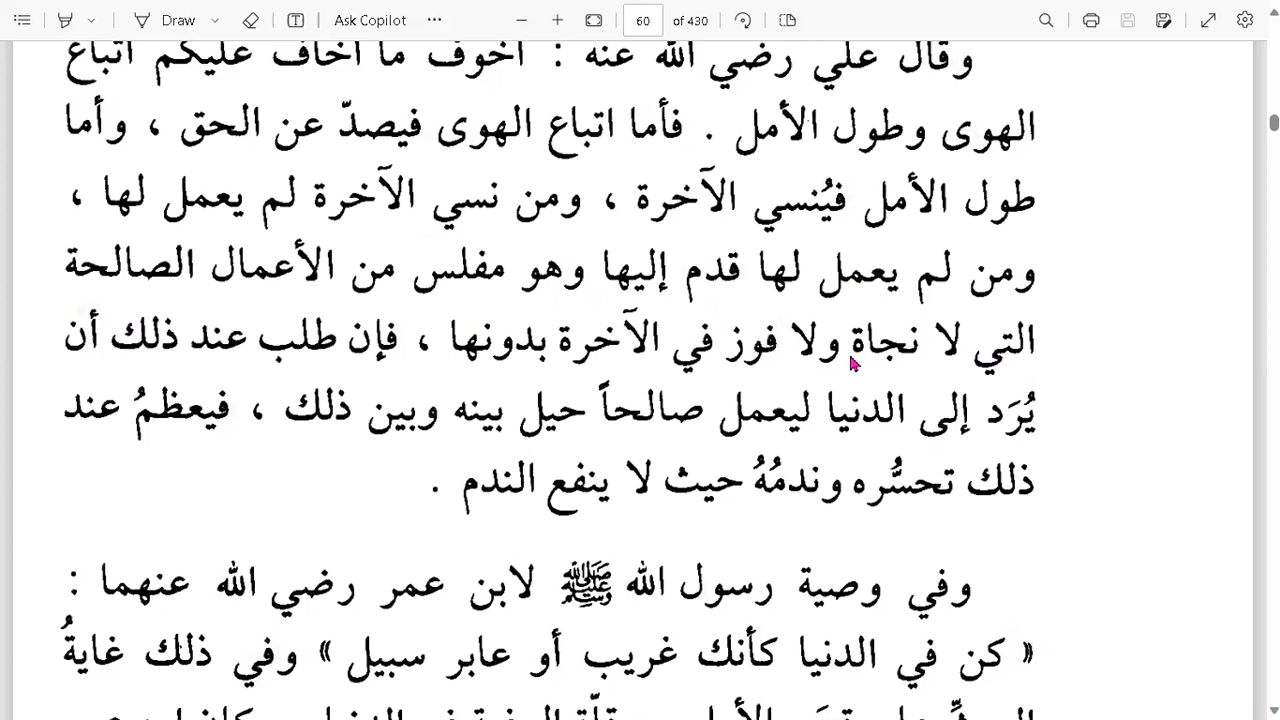 Draw
Ask Copilot
60 of 430
وقال علي رضي الله عنه : أخوف ما أخاف عليكم اتباع
الهوى وطول الأمل . فأما اتباع الهوى فيصدّ عن الحق ، وأما
طول الأمل فيُنسي الآخرة ، ومن نسي الآخرة لم يعمل لها ،
ومن لم يعمل لها قدم إليها وهو مفلس من الأعمال الصالحة
التي لا نجاة ولا فوز في الآخرة بدونها ، فإن طلب عند ذلك أن
يُرَد إلى الدنيا ليعمل صالحاً حيل بينه وبين ذلك ، فيعظمُ عند
ذلك تحسُّره وندمُهُ حيث لا ينفع الندم .
وفي وصية رسول الله ﷺ لابن عمر رضي الله عنهما :
« كن في الدنيا كأنك غريب أو عابر سبيل » وفي ذلك غايةُ